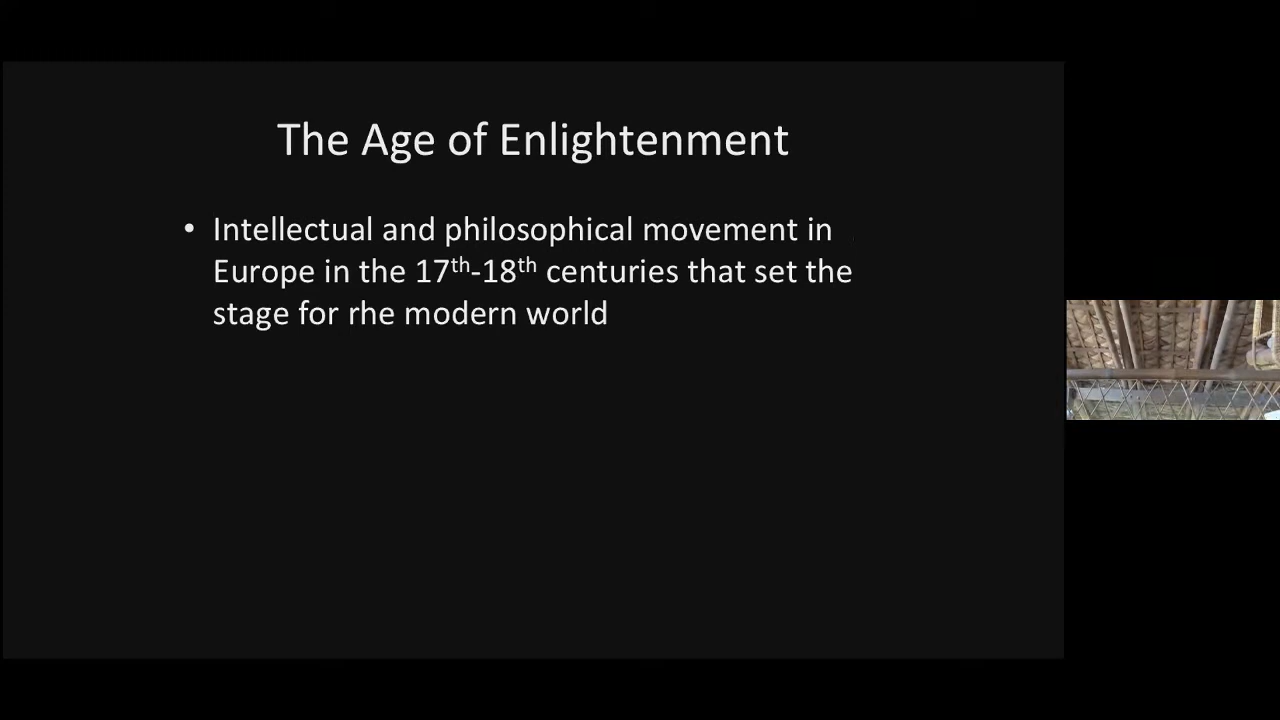 The Age of Enlightenment
• Intellectual and philosophical movement in
Europe in the 17th-18th centuries that set the
stage for rhe modern world